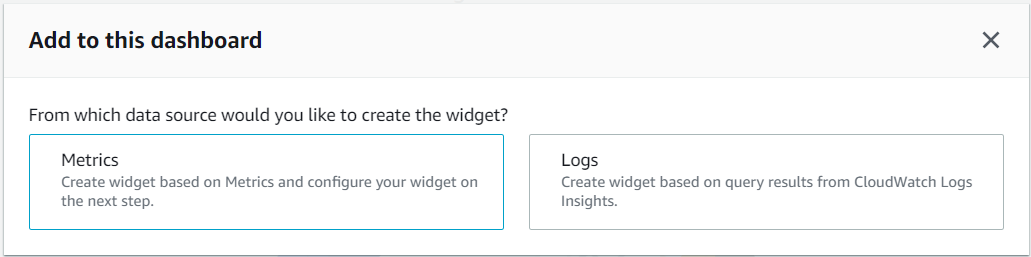 Add to this dashboard
From which data source would you like to create the widget?
Metrics
Create widget based on Metrics and configure your widget on
the next step.
Logs
Create widget based on query results from CloudWatch Logs
Insights.